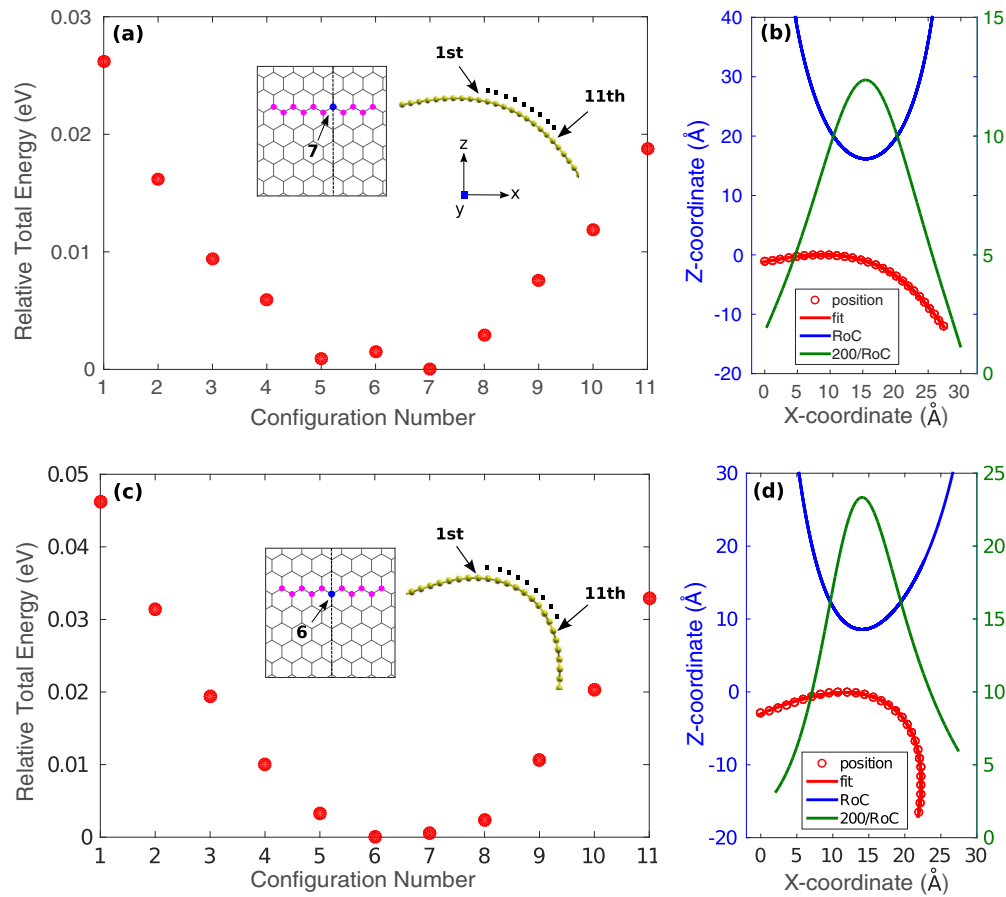 (a)
Relative Total Energy (eV)
0.03
0.02
0.01
0
1 2 3 4 5 6 7 8 9 10 11
Configuration Number
7
1st
11th
z
x
y
(b)
Z-coordinate (Å)
40
30
20
10
0
-10
-20
15
10
5
0
position
fit
RoC
200/RoC
0 5 10 15 20 25 30
X-coordinate (Å)
(c)
Relative Total Energy (eV)
0.05
0.04
0.03
0.02
0.01
0
1 2 3 4 5 6 7 8 9 10 11
Configuration Number
6
1st
11th
(d)
Z-coordinate (Å)
30
20
10
0
-10
-20
25
20
15
10
5
0
position
fit
RoC
200/RoC
0 5 10 15 20 25 30
X-coordinate (Å)